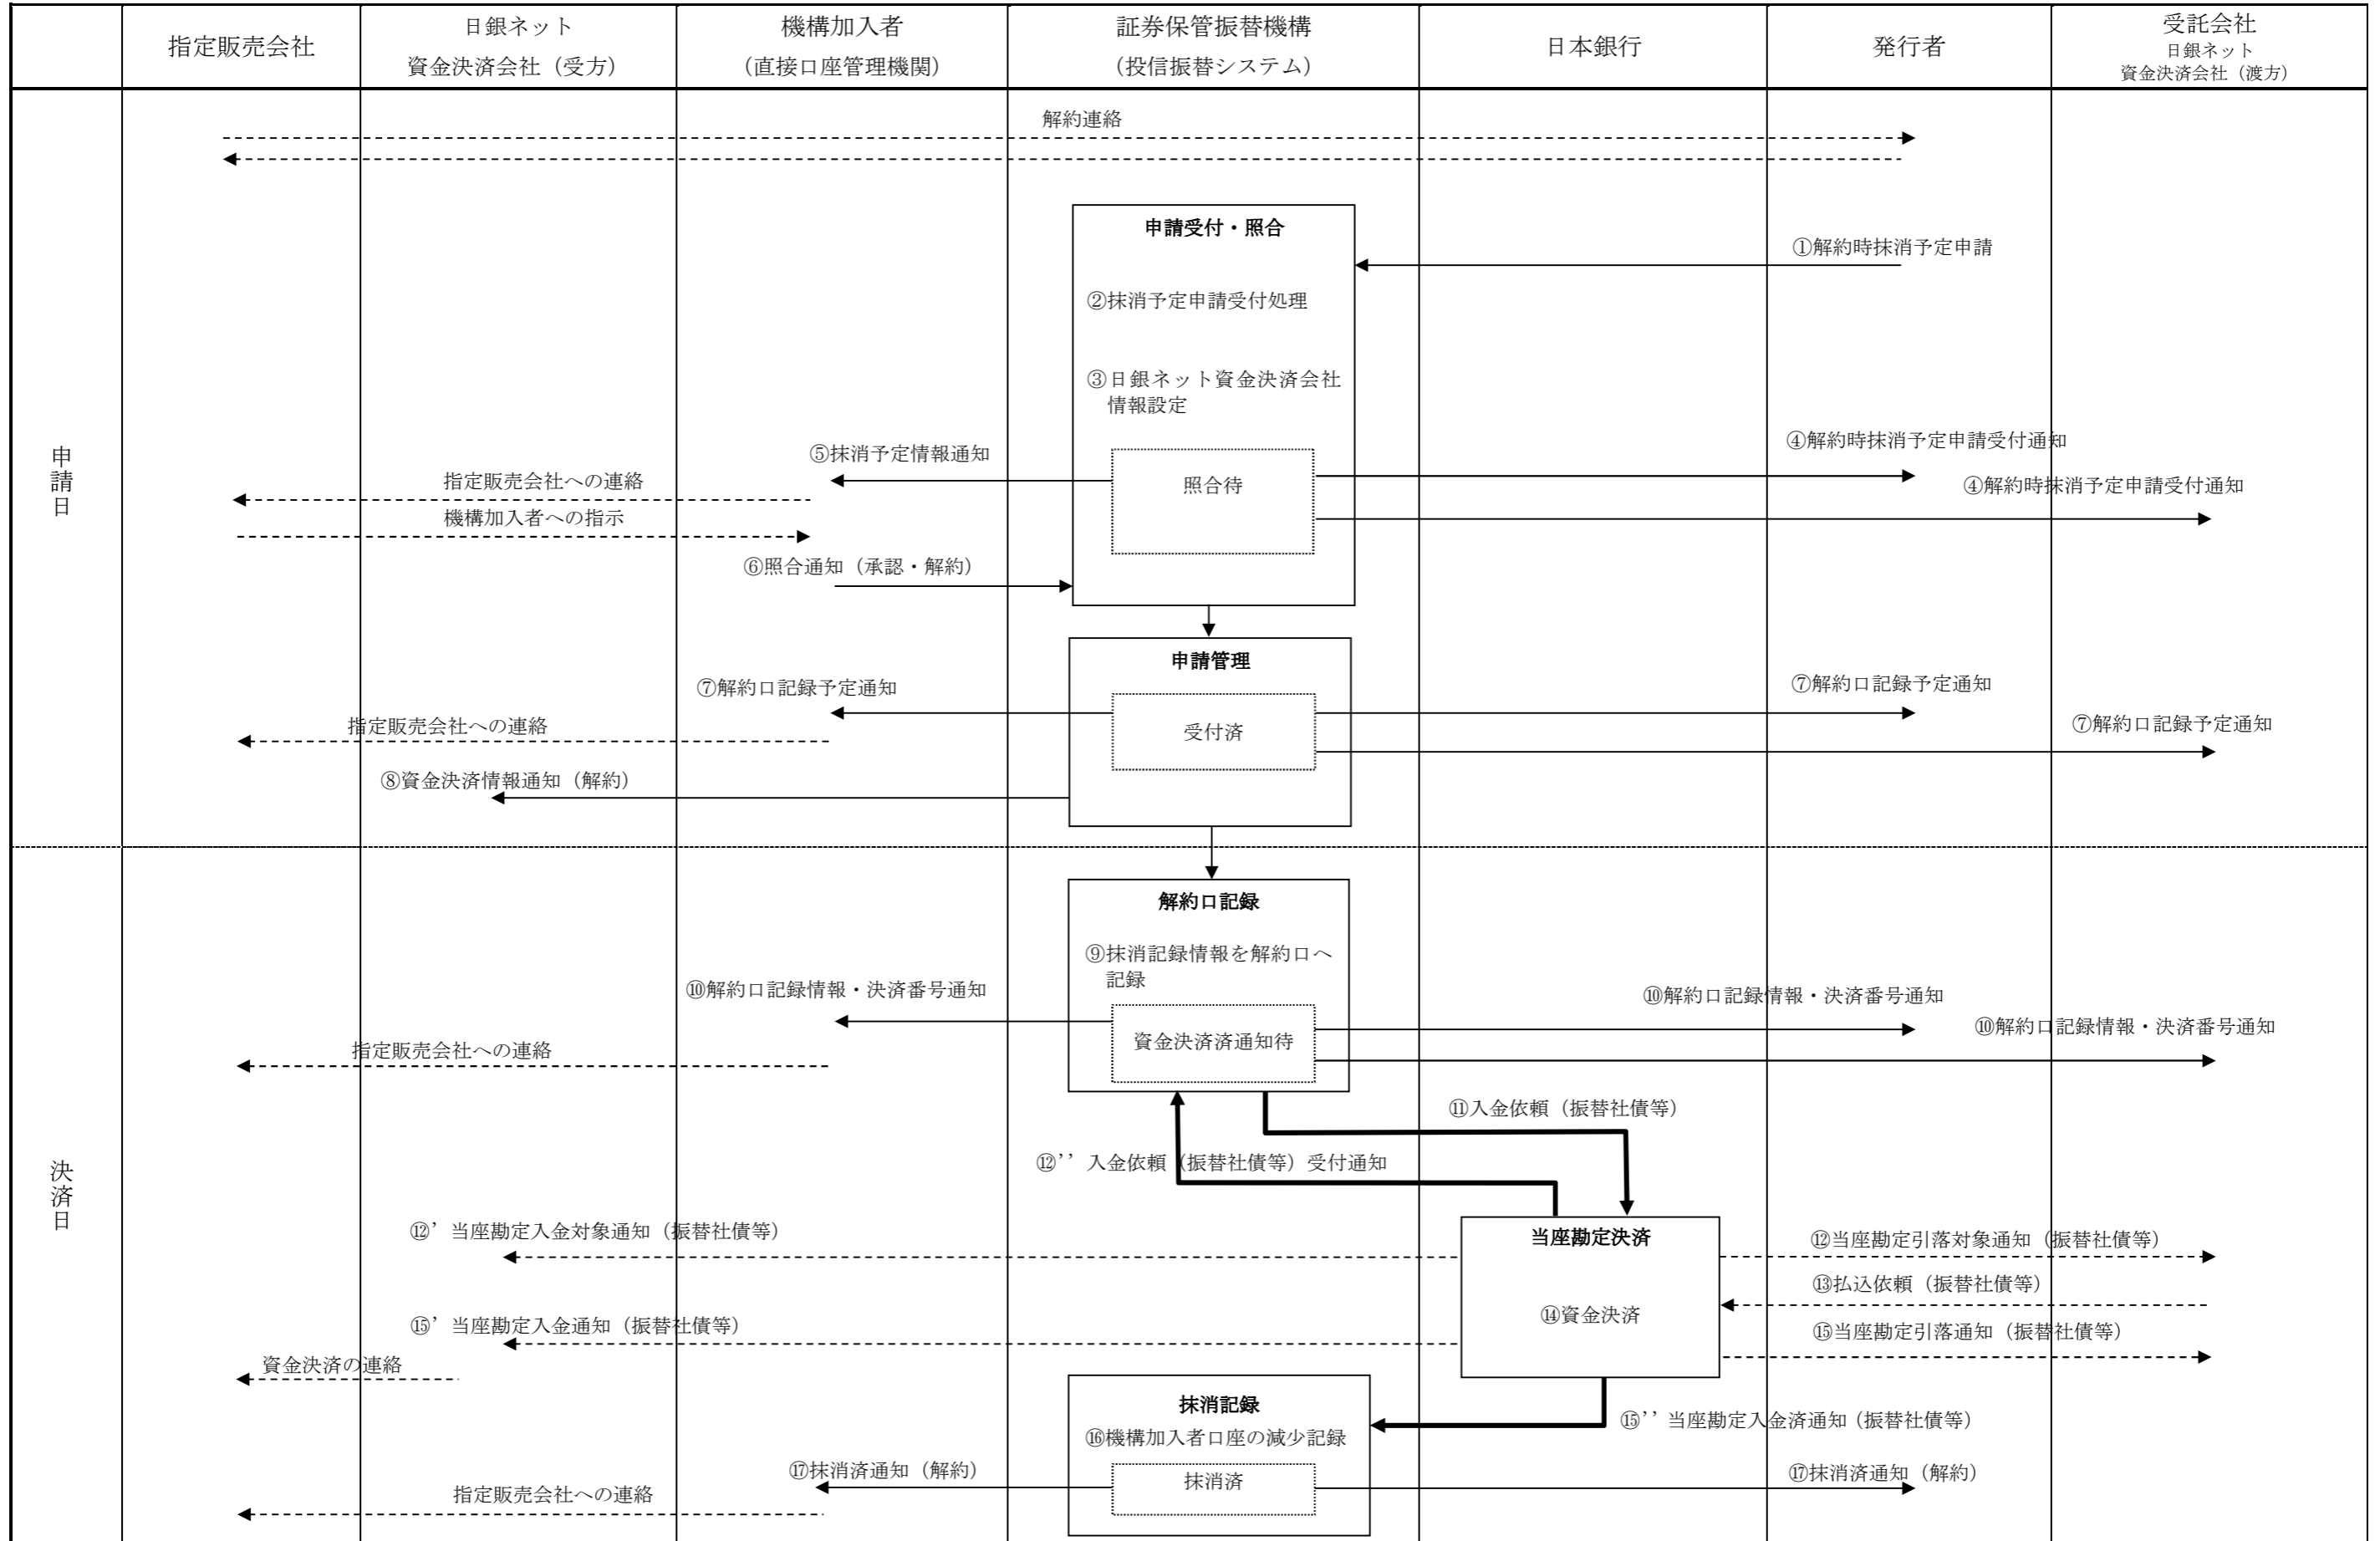 指定販売会社
日銀ネット
資金決済会社（受方）
機構加入者
（直接口座管理機関）
証券保管振替機構
（投信振替システム）
日本銀行
発行者
受託会社
日銀ネット
資金決済会社（渡方）
申請日
解約連絡
申請受付・照合
①解約時抹消予定申請
②抹消予定申請受付処理
③日銀ネット資金決済会社
情報設定
④解約時抹消予定申請受付通知
⑤抹消予定情報通知
照合待
指定販売会社への連絡
④解約時抹消予定申請受付通知
機構加入者への指示
⑥照合通知（承認・解約）
申請管理
⑦解約口記録予定通知
⑦解約口記録予定通知
受付済
指定販売会社への連絡
⑦解約口記録予定通知
⑧資金決済情報通知（解約）
決済日
解約口記録
⑨抹消記録情報を解約口へ
記録
⑩解約口記録情報・決済番号通知
⑩解約口記録情報・決済番号通知
⑩解約口記録情報・決済番号通知
資金決済済通知待
指定販売会社への連絡
⑪入金依頼（振替社債等）
⑫’’入金依頼（振替社債等）受付通知
⑫’当座勘定入金対象通知（振替社債等）
当座勘定決済
⑫当座勘定引落対象通知（振替社債等）
⑬払込依頼（振替社債等）
⑭資金決済
⑮’当座勘定入金通知（振替社債等）
⑮当座勘定引落通知（振替社債等）
資金決済の連絡
抹消記録
⑮’’当座勘定入金済通知（振替社債等）
⑯機構加入者口座の減少記録
⑰抹消済通知（解約）
抹消済
⑰抹消済通知（解約）
指定販売会社への連絡